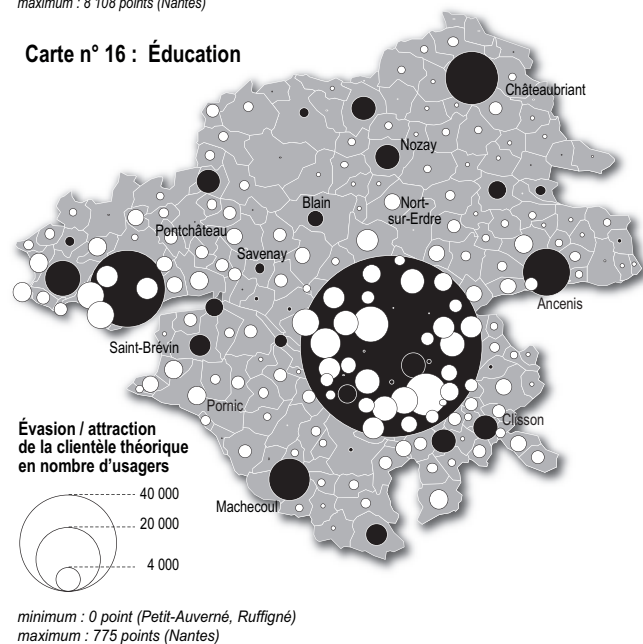 maximum : 8 108 points (Nantes)
Carte n° 16 : Éducation
Châteaubriant
Nozay
Blain
Nort-
sur-Erdre
Pontchâteau
Savenay
Ancenis
Saint-Brévin
Pornic
Clisson
Machecoul
Évasion / attraction
de la clientèle théorique
en nombre d'usagers
40 000
20 000
4 000
minimum : 0 point (Petit-Auverné, Ruffigné)
maximum : 775 points (Nantes)